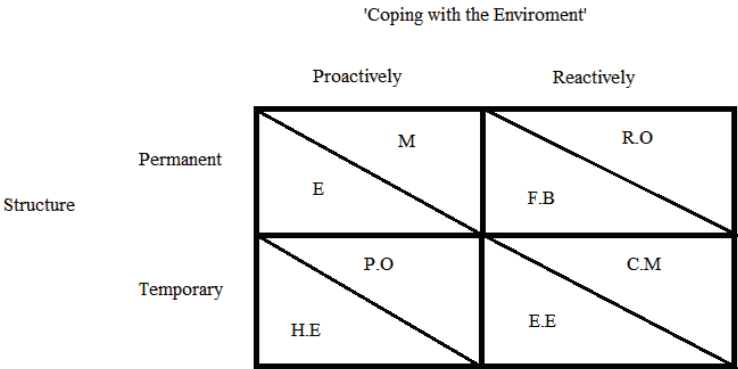 'Coping with the Enviroment'
Proactively Reactively
M R.O
Permanent
E F.B
Structure
P.O C.M
Temporary
H.E E.E